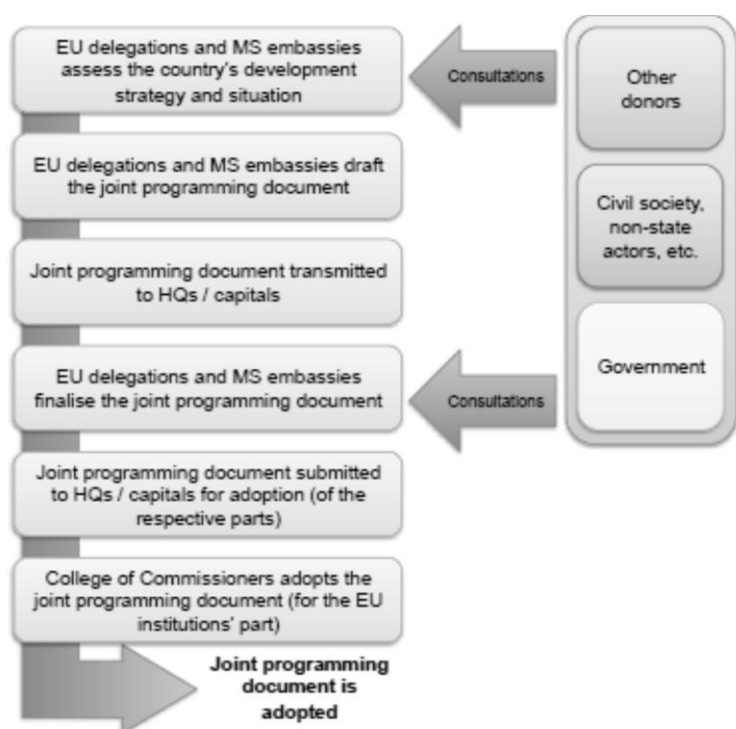 EU delegations and MS embassies
assess the country's development
strategy and situation
Consultations
Other
donors
EU delegations and MS embassies draft
the joint programming document
Civil society,
non-state
actors, etc.
Joint programming document transmitted
to HQs / capitals
Government
EU delegations and MS embassies
finalise the joint programming document
Consultations
Joint programming document submitted
to HQs / capitals for adoption (of the
respective parts)
College of Commissioners adopts the
joint programming document (for the EU
institutions' part)
Joint programming
document is
adopted